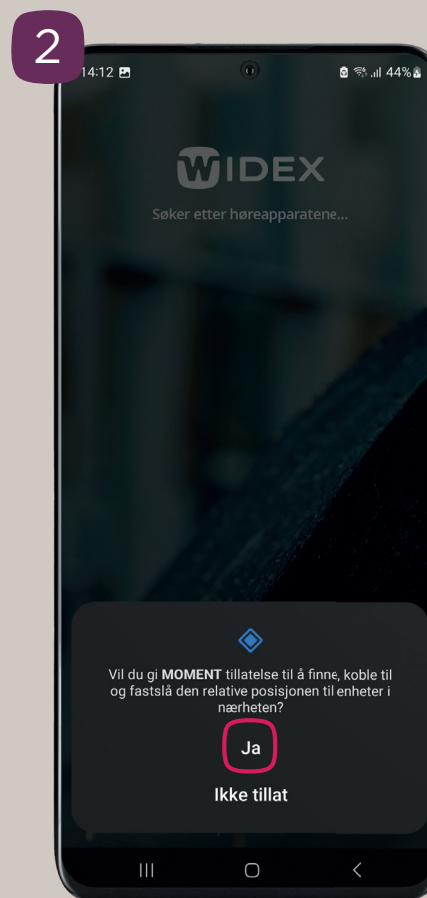 2
14:12
44%
WIDEX
Søker etter høreapparatene...
Vil du gi MOMENT tillatelse til å finne, koble til
og fastslå den relative posisjonen til enheter i
nærheten?
Ja
Ikke tillat